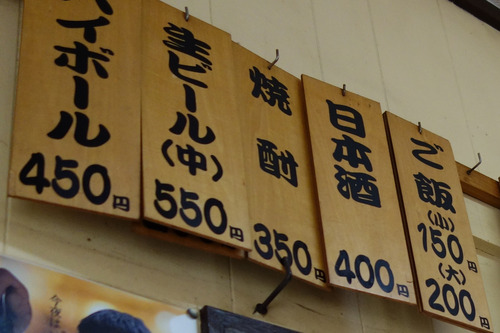 ハイボール
450円
生ビール
(中)
550円
焼酎
350円
日本酒
400円
ご飯
(小)
150円
(大)
200円